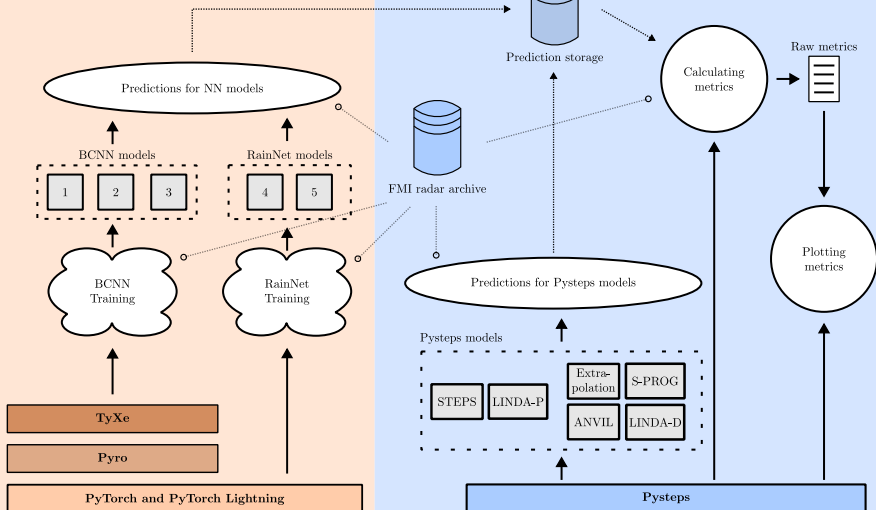 Prediction storage
Raw metrics
Calculating
metrics
Predictions for NN models
BCNN models
RainNet models
1
2
3
4
5
FMI radar archive
BCNN
Training
RainNet
Training
Predictions for Pysteps models
Plotting
metrics
Pysteps models
STEPS
LINDA-P
Extra-
polation
S-PROG
ANVIL
LINDA-D
TyXe
Pyro
PyTorch and PyTorch Lightning
Pysteps